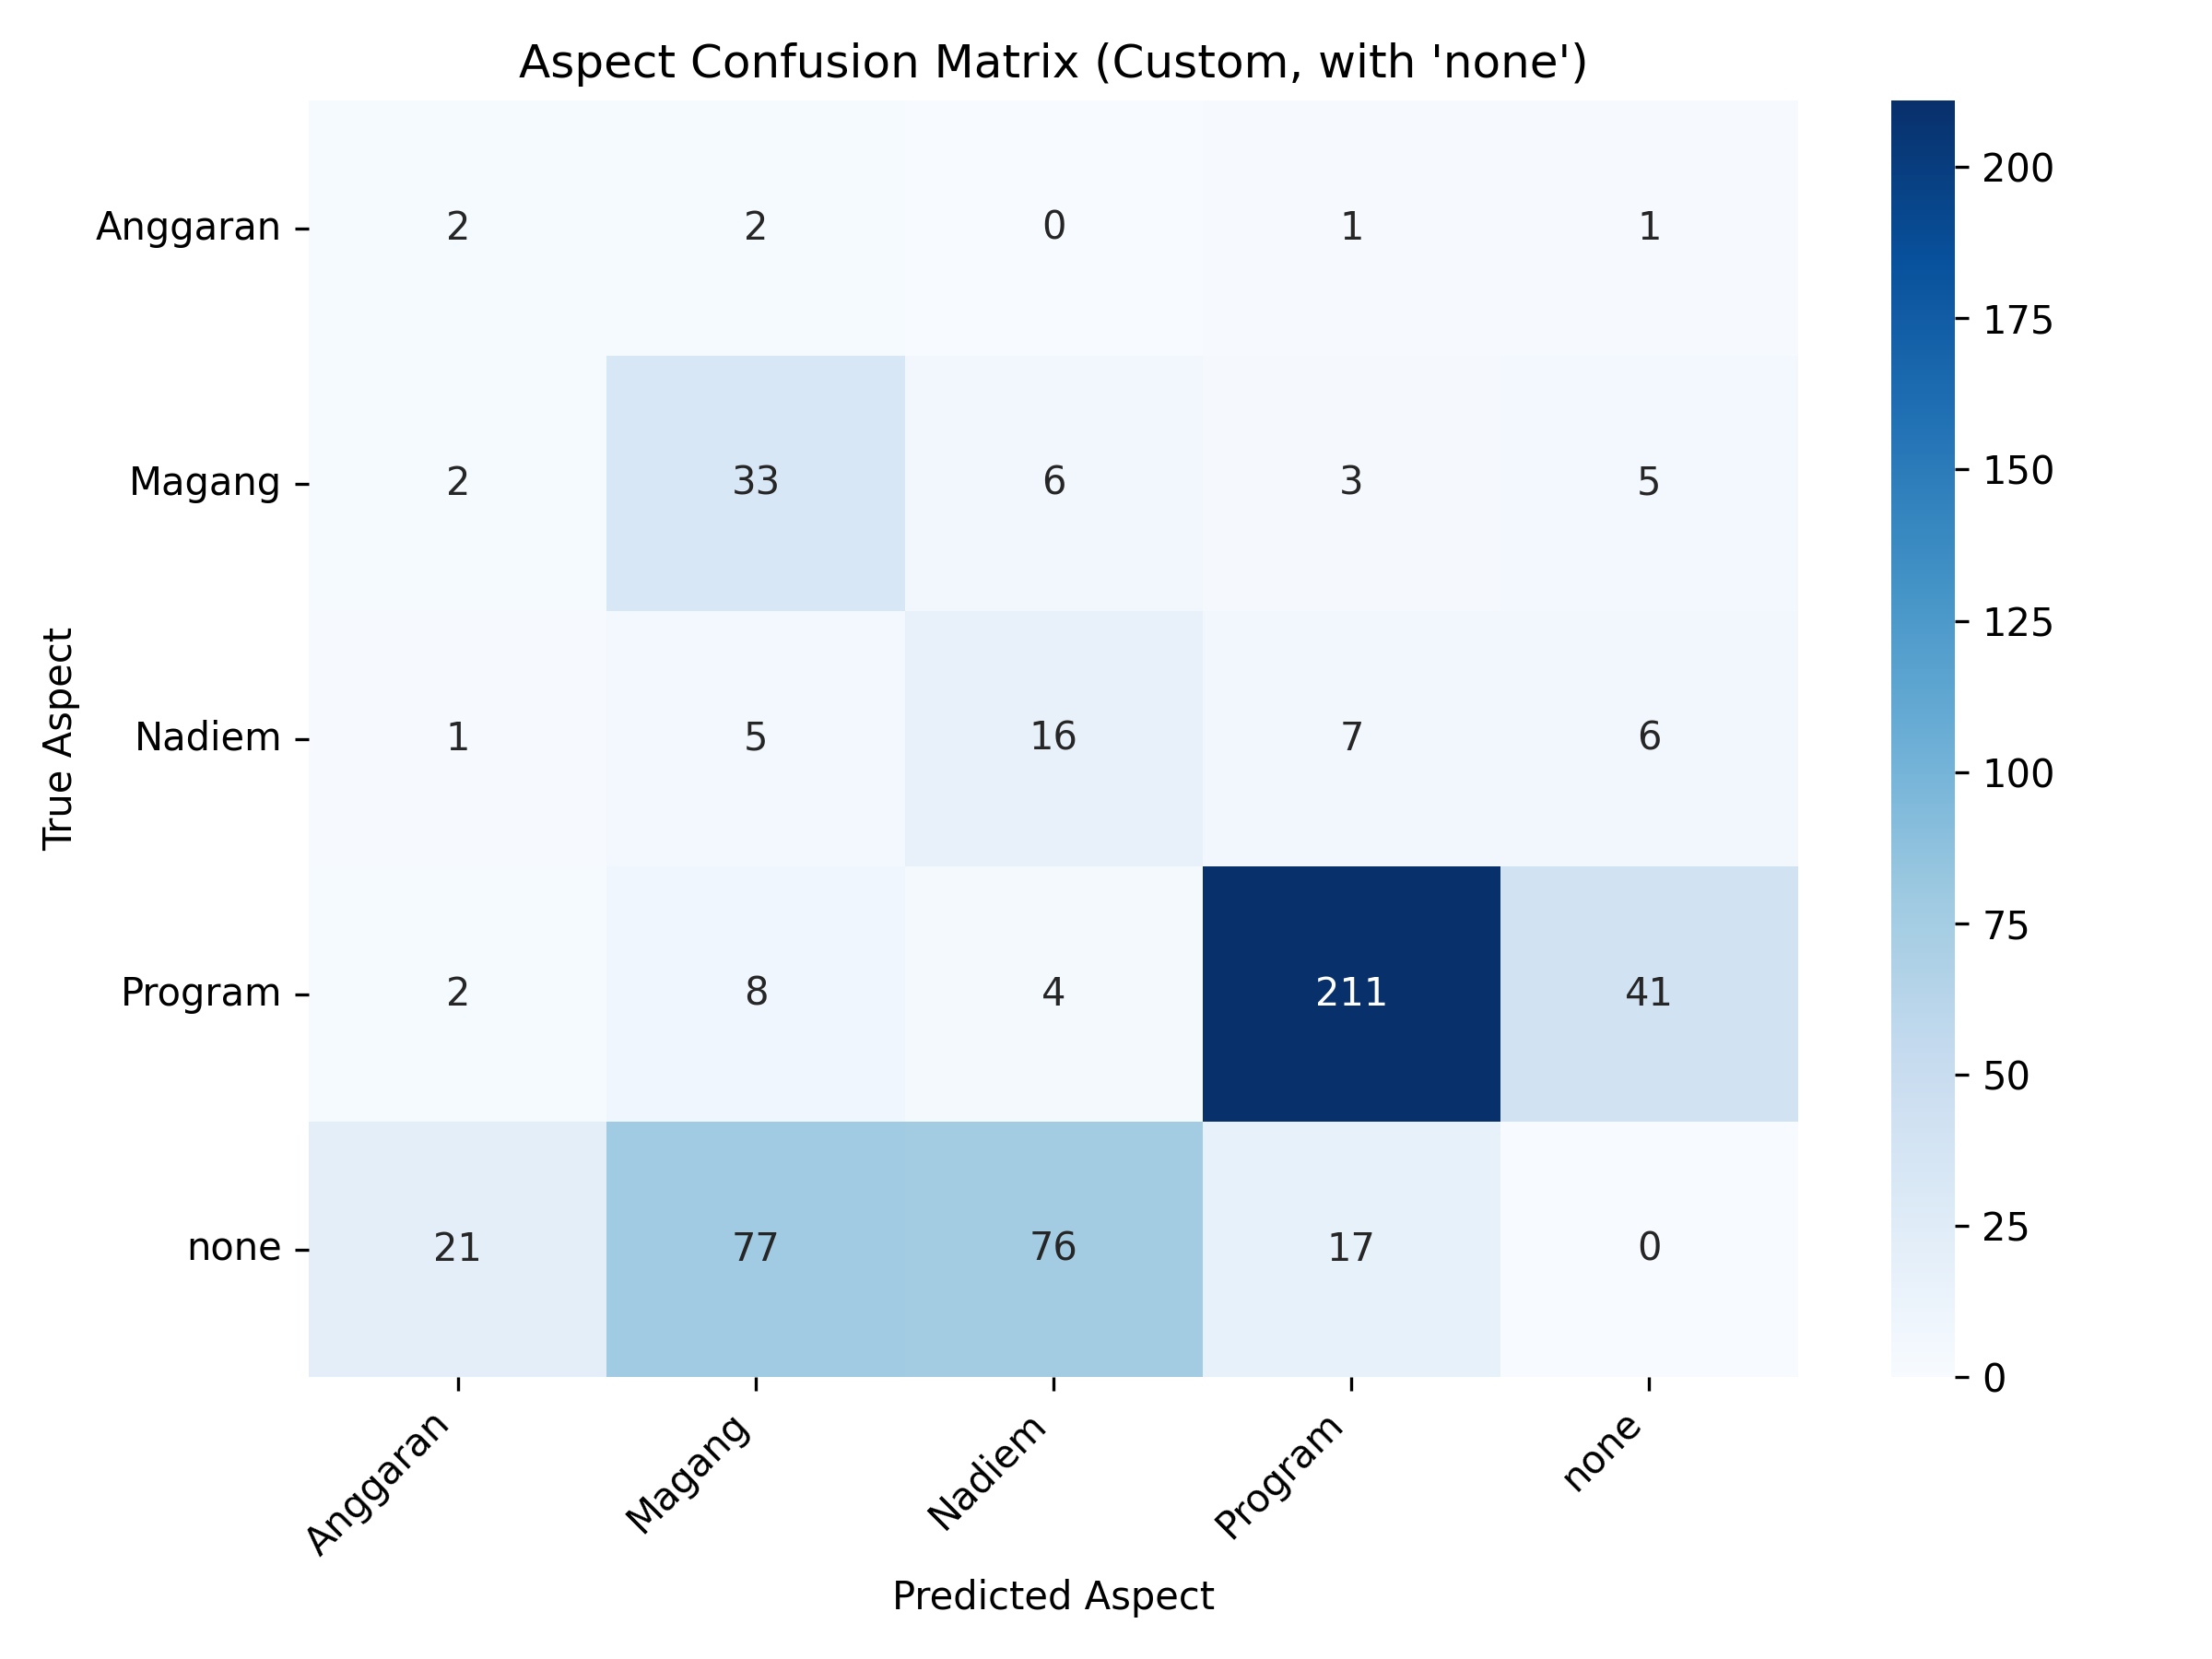 Aspect Confusion Matrix (Custom, with 'none')
True Aspect
Anggaran 2 2 0 1 1
Magang 2 33 6 3 5
Nadiem 1 5 16 7 6
Program 2 8 4 211 41
none 21 77 76 17 0
Anggaran Magang Nadiem Program none
Predicted Aspect
200
175
150
125
100
75
50
25
0